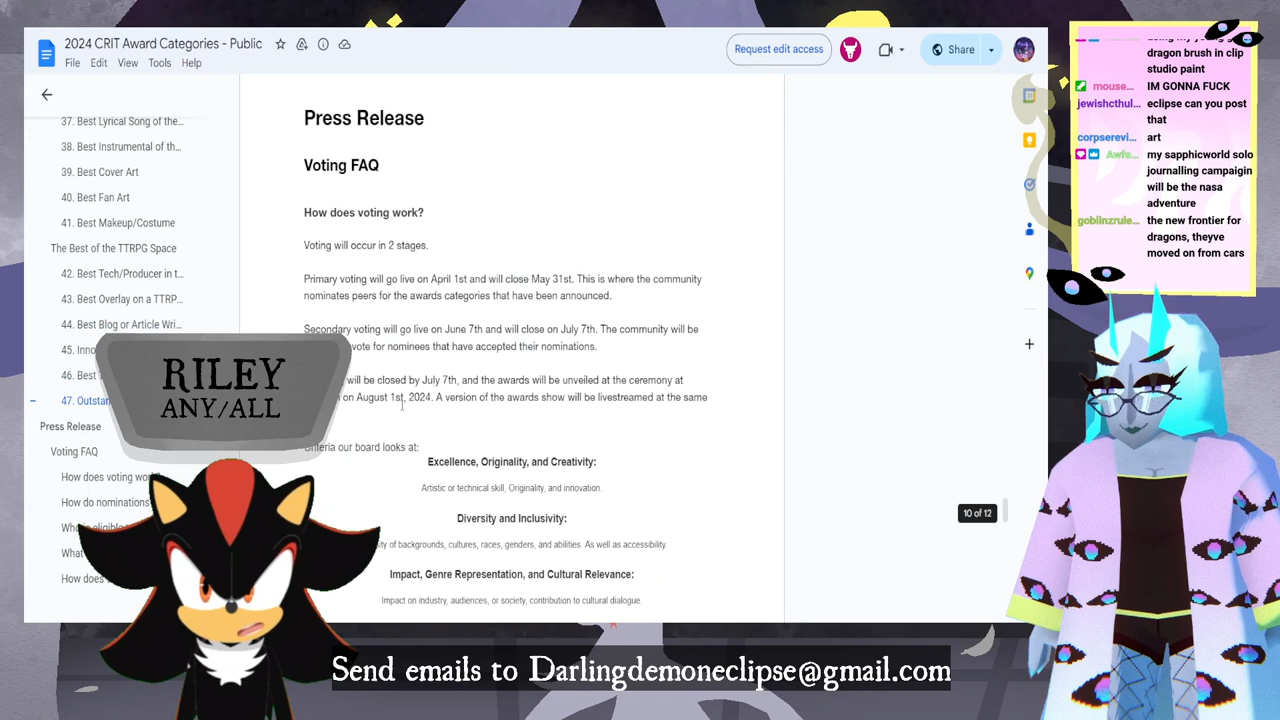 2024 CRIT Award Categories - Public
File Edit View Tools Help
Request edit access
Share
37. Best Lyrical Song of the...
38. Best Instrumental of th...
39. Best Cover Art
40. Best Fan Art
41. Best Makeup/Costume
The Best of the TTRPG Space
42. Best Tech/Producer in t...
43. Best Overlay on a TTRP...
44. Best Blog or Article Wri...
45. Inno
46. Best
47. Outstan
Press Release
Voting FAQ
How does voting work?
How do nominations
eligible
What
How does
Press Release
Voting FAQ
How does voting work?
Voting will occur in 2 stages.
Primary voting will go live on April 1st and will close May 31st. This is where the community
nominates peers for the awards categories that have been announced.
Secondary voting will go live on June 7th and will close on July 7th. The community will be
vote for nominees that have accepted their nominations.
will be closed by July 7th, and the awards will be unveiled at the ceremony at
on August 1st, 2024. A version of the awards show will be livestreamed at the same
Criteria our board looks at:
Excellence, Originality, and Creativity:
Artistic or technical skill, Originality, and innovation.
Diversity and Inclusivity:
of backgrounds, cultures, races, genders, and abilities. As well as accessibility.
Impact, Genre Representation, and Cultural Relevance:
Impact on industry, audiences, or society, contribution to cultural dialogue.
10 of 12
RILEY
ANY/ALL
dragon brush in clip
studio paint
mouse... IM GONNA FUCK
jewishcthul... eclipse can you post
that
corpserevi... art
Awfo... my sapphicworld solo
journalling campaigin
will be the nasa
adventure
goblinzrule... the new frontier for
dragons, theyve
moved on from cars
Send emails to Darlingdemoneclipse@gmail.com